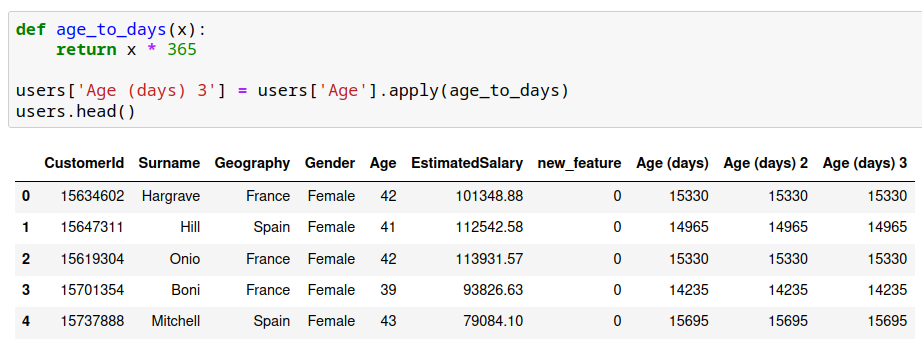 def age_to_days(x):
    return x * 365
users['Age (days) 3'] = users['Age'].apply(age_to_days)
users.head()
CustomerId Surname Geography Gender Age EstimatedSalary new_feature Age (days) Age (days) 2 Age (days) 3
0 15634602 Hargrave France Female 42 101348.88 0 15330 15330 15330
1 15647311 Hill Spain Female 41 112542.58 0 14965 14965 14965
2 15619304 Onio France Female 42 113931.57 0 15330 15330 15330
3 15701354 Boni France Female 39 93826.63 0 14235 14235 14235
4 15737888 Mitchell Spain Female 43 79084.10 0 15695 15695 15695